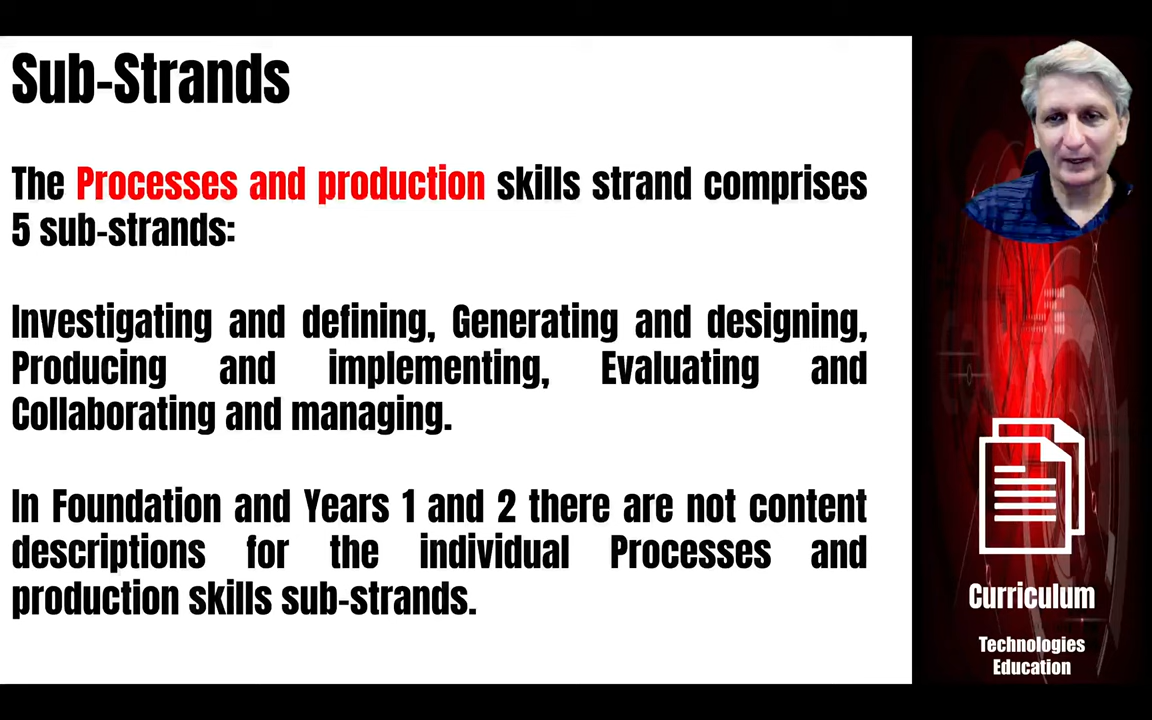 Sub-Strands
The Processes and production skills strand comprises
5 sub-strands:
Investigating and defining, Generating and designing,
Producing and implementing, Evaluating and
Collaborating and managing.
In Foundation and Years 1 and 2 there are not content
descriptions for the individual Processes and
production skills sub-strands.
Curriculum
Technologies
Education